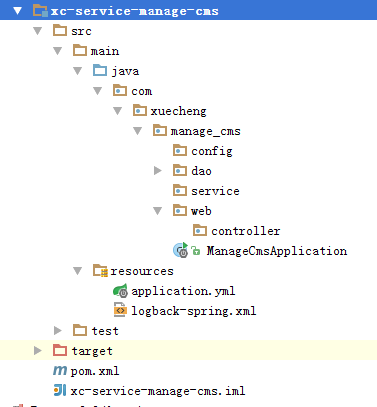 xc-service-manage-cms
src
main
java
com
xuecheng
manage_cms
config
dao
service
web
controller
ManageCmsApplication
resources
application.yml
logback-spring.xml
test
target
pom.xml
xc-service-manage-cms.iml